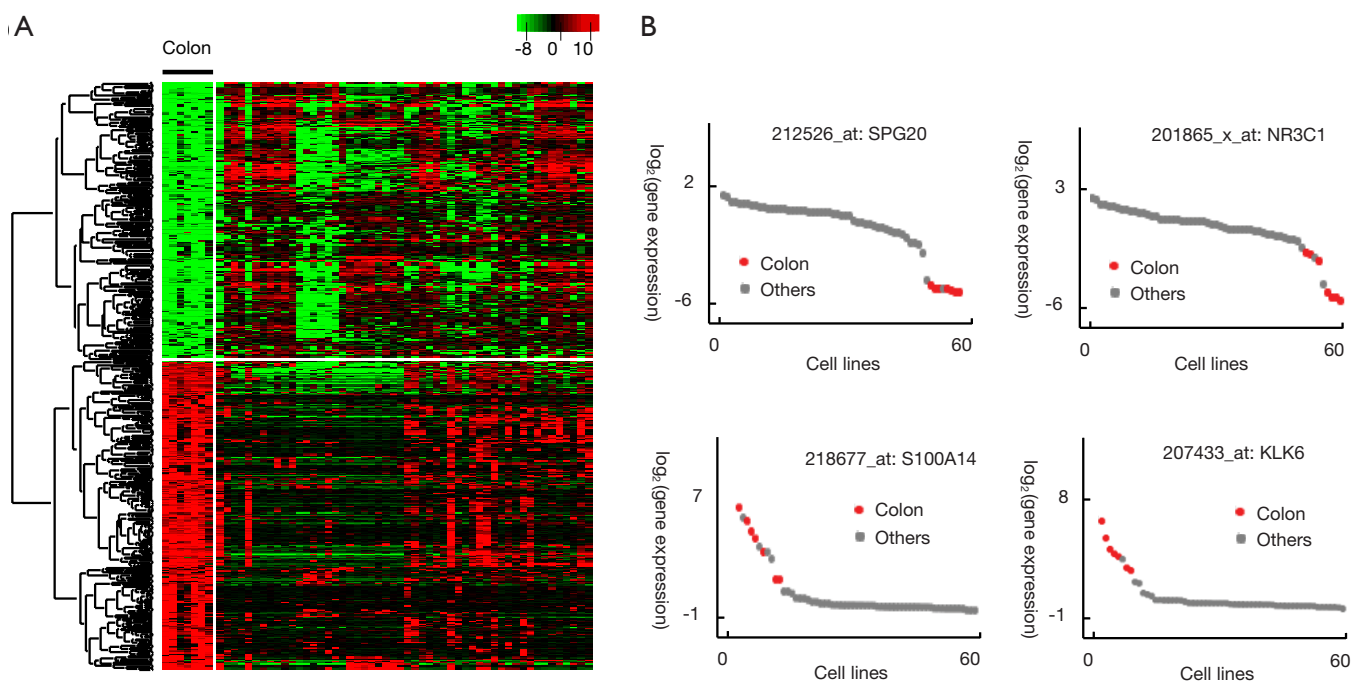 A
Colon
-8 0 10
B
212526_at: SPG20
log2(gene expression)
2
-6
Colon
Others
0
60
Cell lines
201865_x_at: NR3C1
log2(gene expression)
3
-6
Colon
Others
0
60
Cell lines
218677_at: S100A14
log2(gene expression)
7
-1
Colon
Others
0
60
Cell lines
207433_at: KLK6
log2(gene expression)
8
-1
Colon
Others
0
60
Cell lines